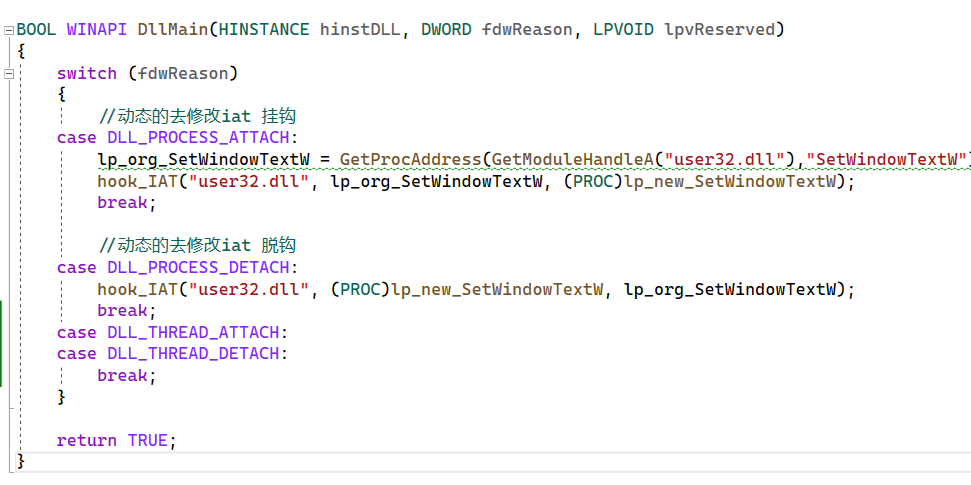 BOOL WINAPI DllMain(HINSTANCE hinstDLL, DWORD fdwReason, LPVOID lpvReserved)
{
    switch (fdwReason)
    {
        //动态的去修改iat 挂钩
    case DLL_PROCESS_ATTACH:
        lp_org_SetWindowTextW = GetProcAddress(GetModuleHandleA("user32.dll"),"SetWindowTextW")
        hook_IAT("user32.dll", lp_org_SetWindowTextW, (PROC)lp_new_SetWindowTextW);
        break;
        //动态的去修改iat 脱钩
    case DLL_PROCESS_DETACH:
        hook_IAT("user32.dll", (PROC)lp_new_SetWindowTextW, lp_org_SetWindowTextW);
        break;
    case DLL_THREAD_ATTACH:
    case DLL_THREAD_DETACH:
        break;
    }
    return TRUE;
}